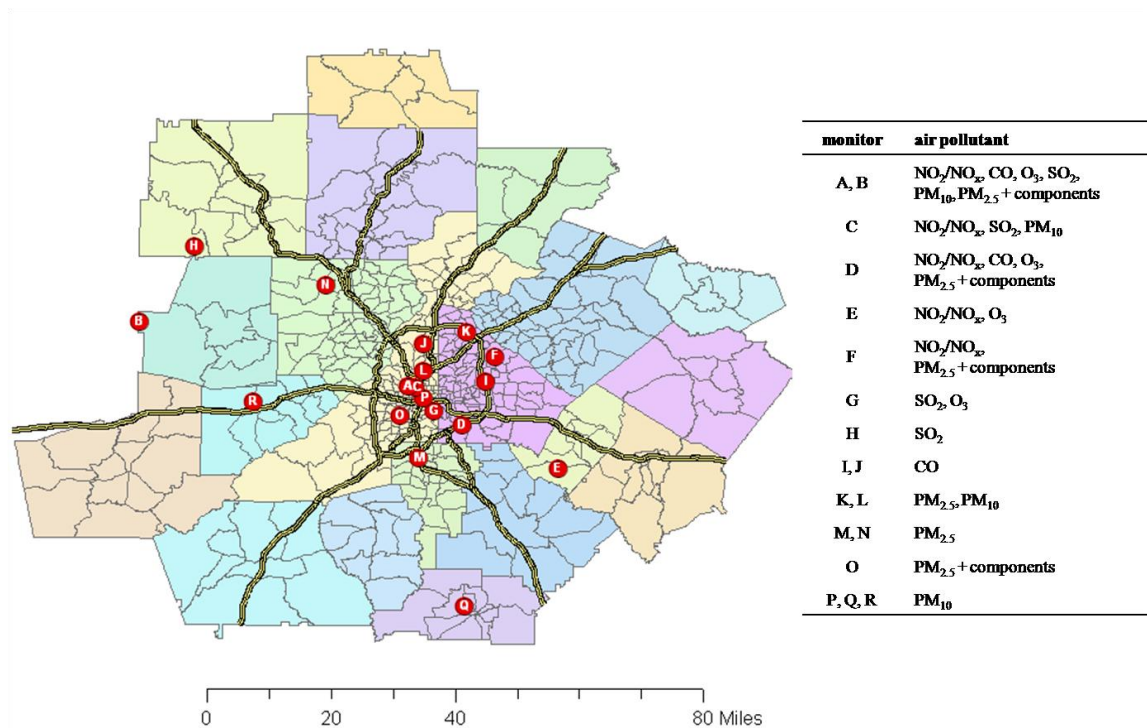 H
N
B
K
J
F
L
I
AC
P
R
G
O
D
M
E
Q
0 20 40 80 Miles
monitor air pollutant
A, B NO₂/NOₓ, CO, O₃, SO₂,
PM₁₀, PM₂.₅ + components
C NO₂/NOₓ, SO₂, PM₁₀
D NO₂/NOₓ, CO, O₃,
PM₂.₅ + components
E NO₂/NOₓ, O₃
F NO₂/NOₓ,
PM₂.₅ + components
G SO₂, O₃
H SO₂
I, J CO
K, L PM₂.₅, PM₁₀
M, N PM₂.₅
O PM₂.₅ + components
P, Q, R PM₁₀